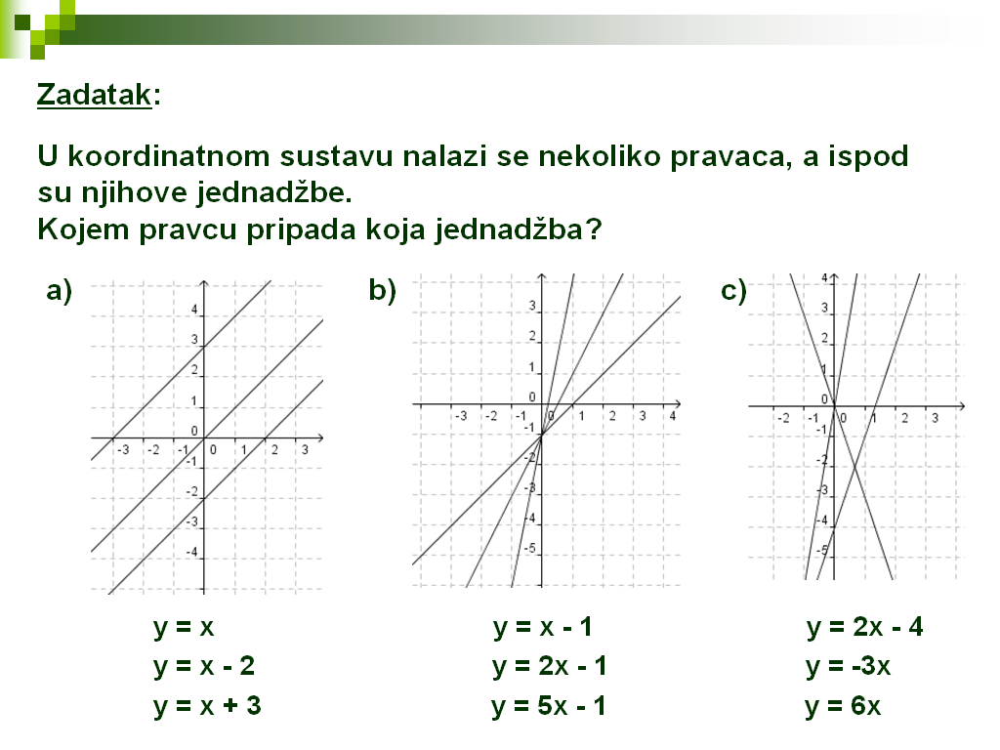 Zadatak:
U koordinatnom sustavu nalazi se nekoliko pravaca, a ispod
su njihove jednadžbe.
Kojem pravcu pripada koja jednadžba?
a)
4
3
2
1
0
-3 -2 -1 0 1 2 3
-1
-2
-3
-4
y = x
y = x - 2
y = x + 3
b)
3
2
1
0
-3 -2 -1 0 1 2 3 4
-1
-2
-3
-4
-5
y = x - 1
y = 2x - 1
y = 5x - 1
c)
4
3
2
1
0
-2 -1 0 1 2 3
-1
-2
-3
-4
-5
y = 2x - 4
y = -3x
y = 6x